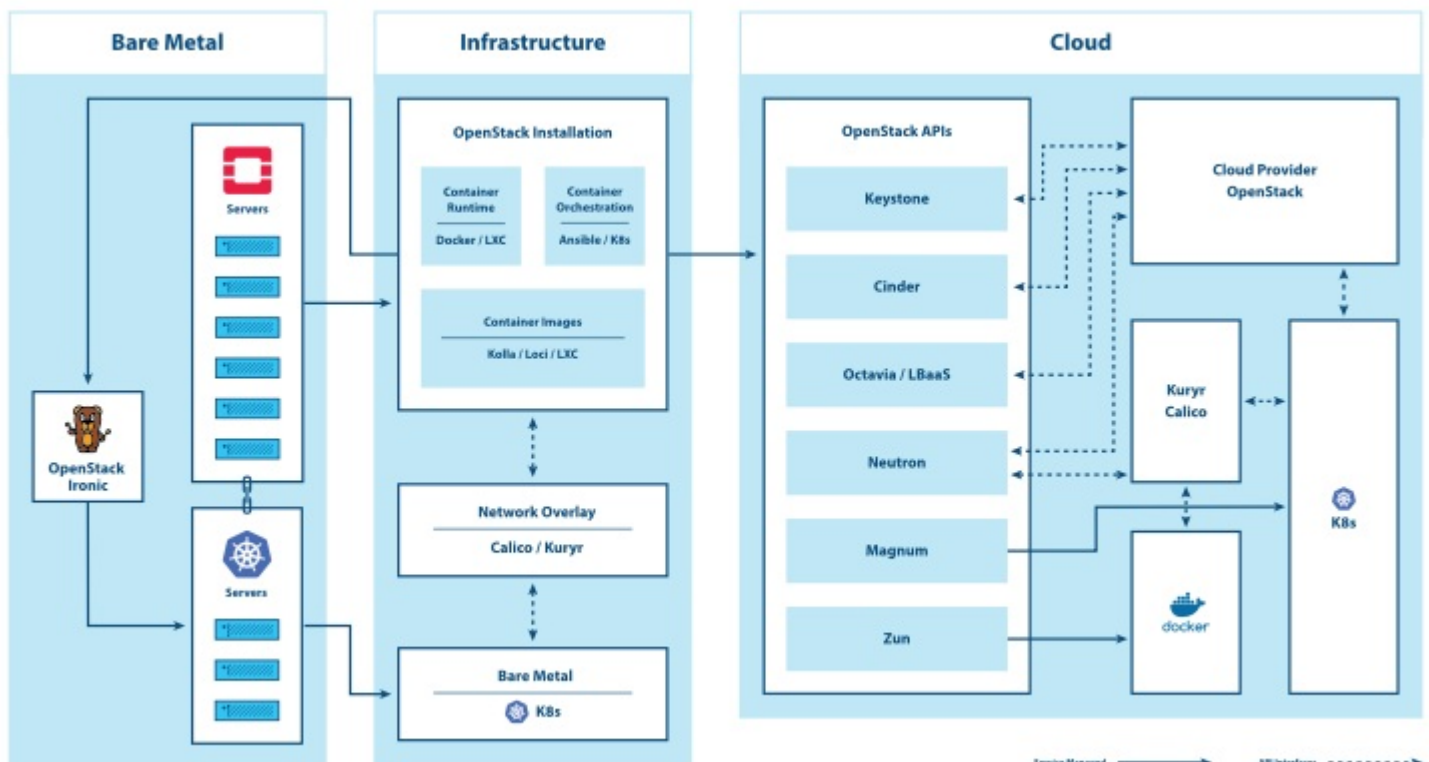 Bare Metal
Infrastructure
Cloud
Servers
OpenStack
Ironic
Servers
OpenStack Installation
Container
Runtime
Docker / LXC
Container
Orchestration
Ansible / K8s
Container Images
Kolla / Loci / LXC
Network Overlay
Calico / Kuryr
Bare Metal
K8s
OpenStack APIs
Keystone
Cinder
Octavia / LBaaS
Neutron
Magnum
Zun
Cloud Provider
OpenStack
Kuryr
Calico
docker
K8s